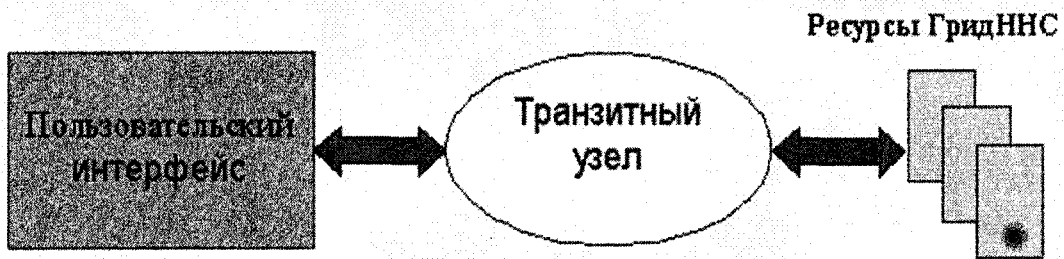 Ресурсы ГридННС
Пользовательский
интерфейс
Транзитный
узел